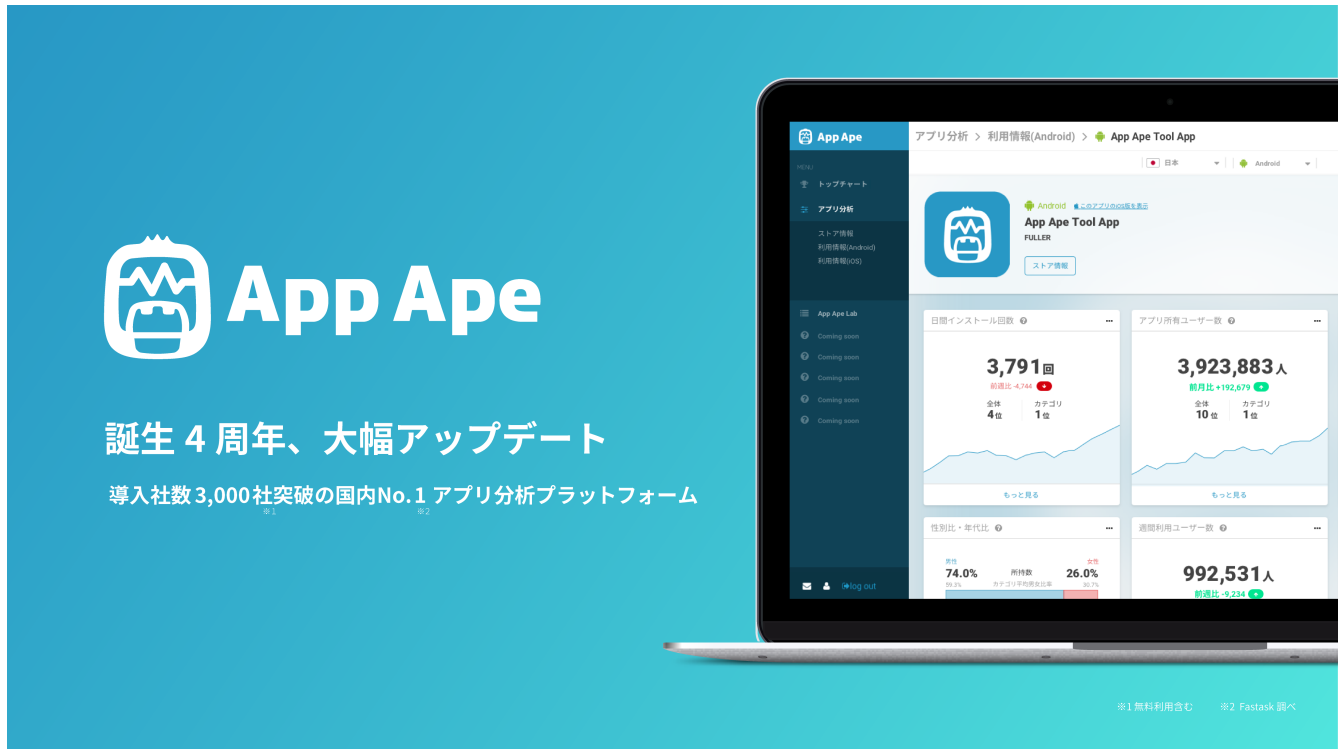 App Ape
誕生 4 周年、大幅アップデート
導入社数 3,000社突破の国内No. 1 アプリ分析プラットフォーム
※1 ※2
App Ape
MENU
トップチャート
アプリ分析
ストア情報
利用情報(Android)
利用情報(iOS)
App Ape Lab
Coming soon
Coming soon
Coming soon
Coming soon
Coming soon
log out
アプリ分析 > 利用情報(Android) > App Ape Tool App
日本 Android
Android このアプリのiOS版を表示
App Ape Tool App
FULLER
ストア情報
日間インストール回数
3,791回
前週比 -4,744
全体 カテゴリ
4位 1位
もっと見る
アプリ所有ユーザー数
3,923,883人
前月比 +192,679
全体 カテゴリ
10 位 1位
もっと見る
性別比・年代比
男性 女性
74.0% 所持数 26.0%
59.3% カテゴリ平均男女比率 30.7%
週間利用ユーザー数
992,531人
前週比 -9,234
※1 無料利用含む ※2 Fastask 調べ